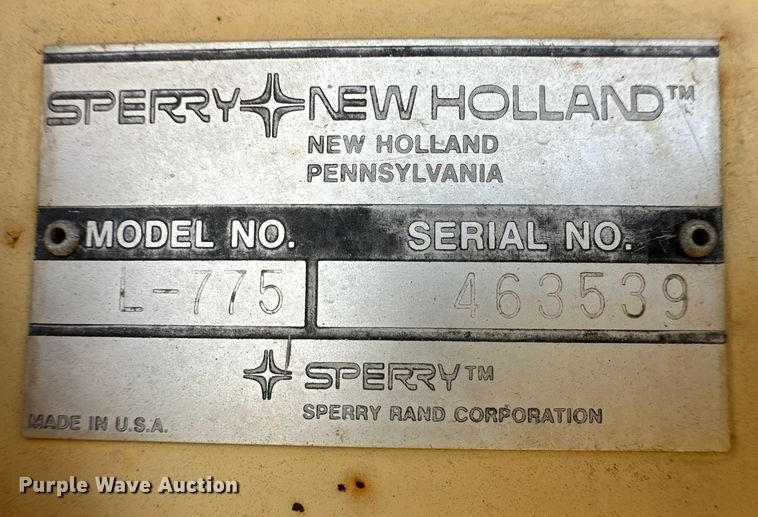 SPERRY NEW HOLLAND™
NEW HOLLAND
PENNSYLVANIA
MODEL NO. SERIAL NO.
L-775 463539
SPERRY™
SPERRY RAND CORPORATION
MADE IN U.S.A.
Purple Wave Auction